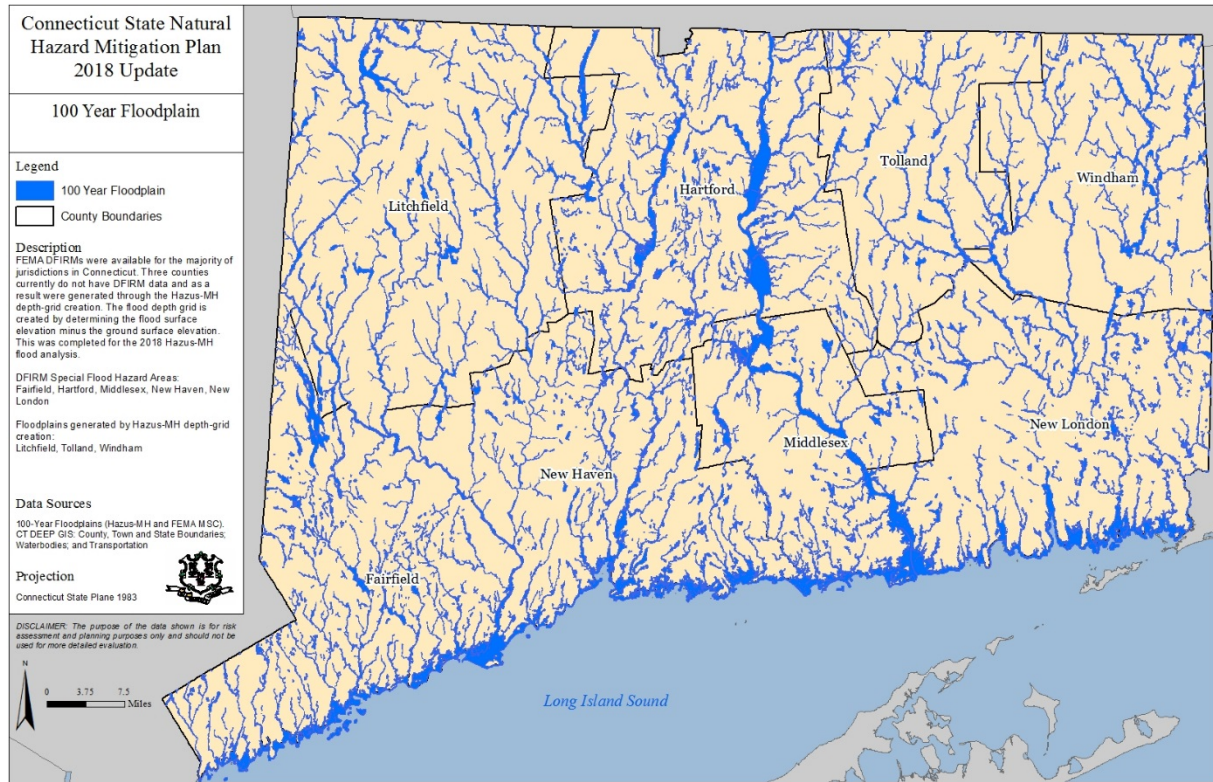 Connecticut State Natural
Hazard Mitigation Plan
2018 Update
100 Year Floodplain
Legend
100 Year Floodplain
County Boundaries
Description
FEMA DFIRMs were available for the majority of
jurisdictions in Connecticut. Three counties
currently do not have DFIRM data and as a
result were generated through the Hazus-MH
depth-grid creation. The flood depth grid is
created by determining the flood surface
elevation minus the ground surface elevation.
This was completed for the 2018 Hazus-MH
flood analysis.
DFIRM Special Flood Hazard Areas:
Fairfield, Hartford, Middlesex, New Haven, New
London
Floodplains generated by Hazus-MH depth-grid
creation:
Litchfield, Tolland, Windham
Data Sources
100-Year Floodplains (Hazus-MH and FEMA MSC).
CT DEEP GIS: County, Town and State Boundaries;
Waterbodies; and Transportation
Projection
Connecticut State Plane 1983
DISCLAIMER: The purpose of the data shown is for risk
assessment and planning purposes only and should not be
used for more detailed evaluation.
N
0 3.75 7.5
Miles
Litchfield
Hartford
Tolland
Windham
New Haven
Middlesex
New London
Fairfield
Long Island Sound